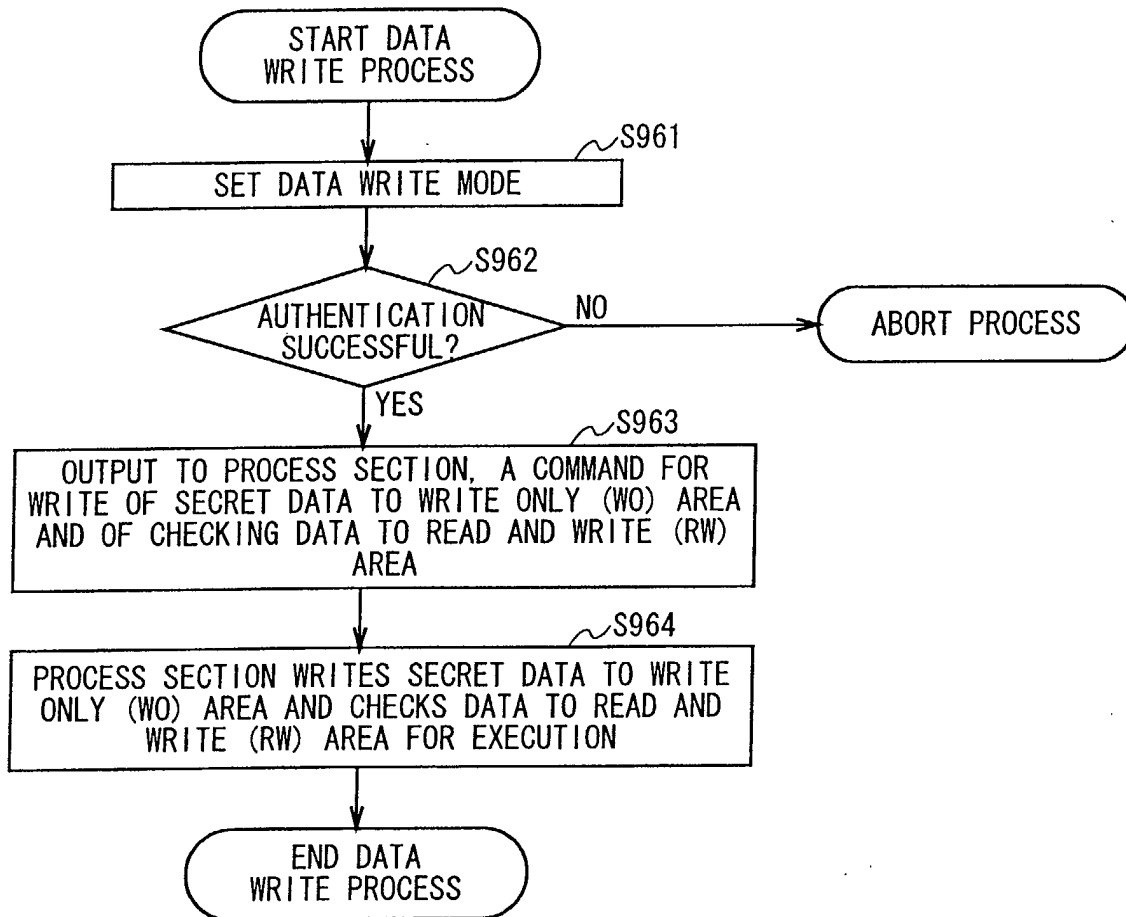 START DATA
WRITE PROCESS
S961
SET DATA WRITE MODE
S962
AUTHENTICATION
SUCCESSFUL?
NO
ABORT PROCESS
YES
S963
OUTPUT TO PROCESS SECTION, A COMMAND FOR
WRITE OF SECRET DATA TO WRITE ONLY (WO) AREA
AND OF CHECKING DATA TO READ AND WRITE (RW)
AREA
S964
PROCESS SECTION WRITES SECRET DATA TO WRITE
ONLY (WO) AREA AND CHECKS DATA TO READ AND
WRITE (RW) AREA FOR EXECUTION
END DATA
WRITE PROCESS